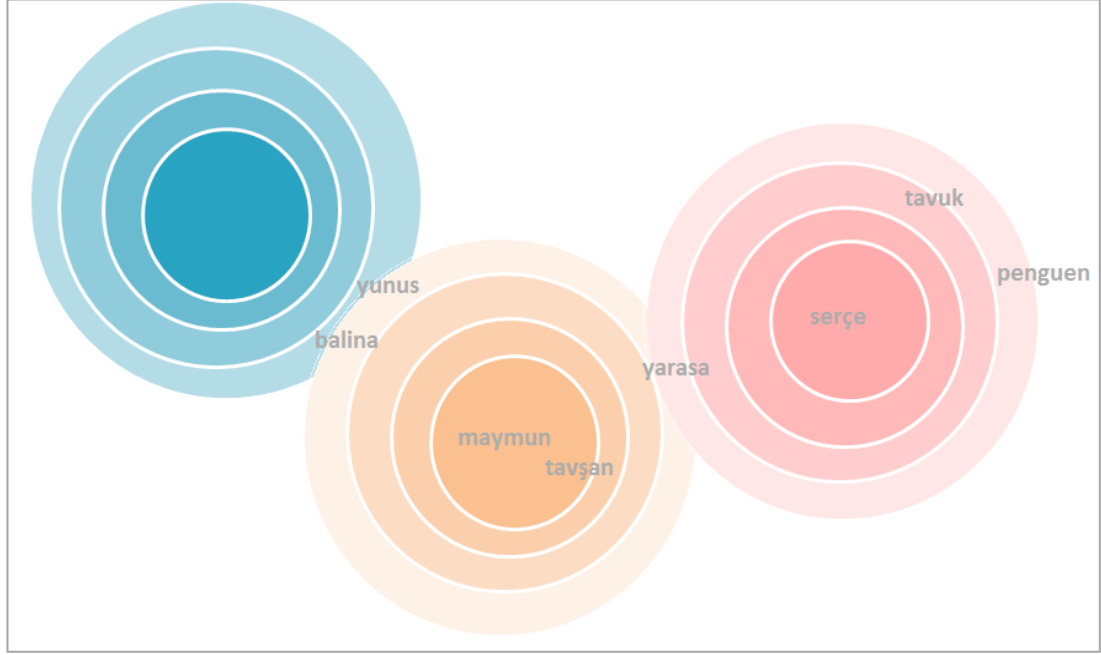 tavuk
penguen
yunus
serçe
balina
yarasa
maymun
tavşan